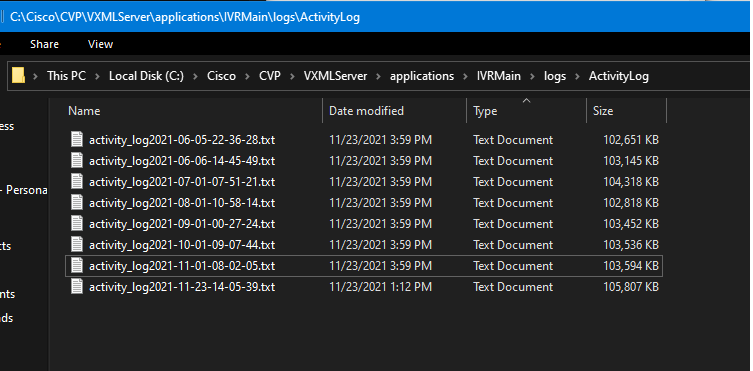 C:\Cisco\CVP\VXMLServer\applications\IVRMain\logs\ActivityLog
Share View
This PC > Local Disk (C:) > Cisco > CVP > VXMLServer > applications > IVRMain > logs > ActivityLog
Name Date modified Type Size
activity_log2021-06-05-22-36-28.txt 11/23/2021 3:59 PM Text Document 102,651 KB
activity_log2021-06-06-14-45-49.txt 11/23/2021 3:59 PM Text Document 103,145 KB
activity_log2021-07-01-07-51-21.txt 11/23/2021 3:59 PM Text Document 104,318 KB
activity_log2021-08-01-10-58-14.txt 11/23/2021 3:59 PM Text Document 102,818 KB
activity_log2021-09-01-00-27-24.txt 11/23/2021 3:59 PM Text Document 103,452 KB
activity_log2021-10-01-09-07-44.txt 11/23/2021 3:59 PM Text Document 103,536 KB
activity_log2021-11-01-08-02-05.txt 11/23/2021 3:59 PM Text Document 103,594 KB
activity_log2021-11-23-14-05-39.txt 11/23/2021 1:12 PM Text Document 105,807 KB
ess
- Persona
cts
nts
ds